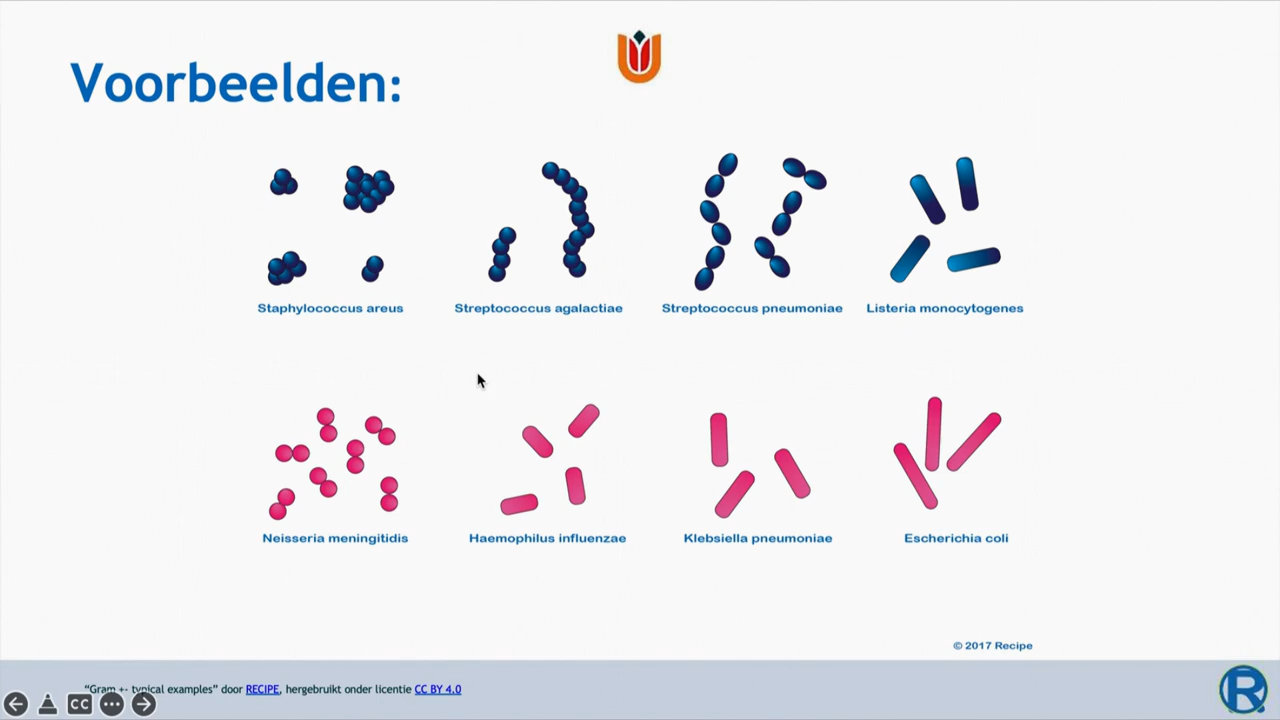 Voorbeelden:
Staphylococcus areus
Streptococcus agalactiae
Streptococcus pneumoniae
Listeria monocytogenes
Neisseria meningitidis
Haemophilus influenzae
Klebsiella pneumoniae
Escherichia coli
© 2017 Recipe
“Gram +- typical examples” door RECIPE, hergebruikt onder licentie CC BY 4.0
CC
R